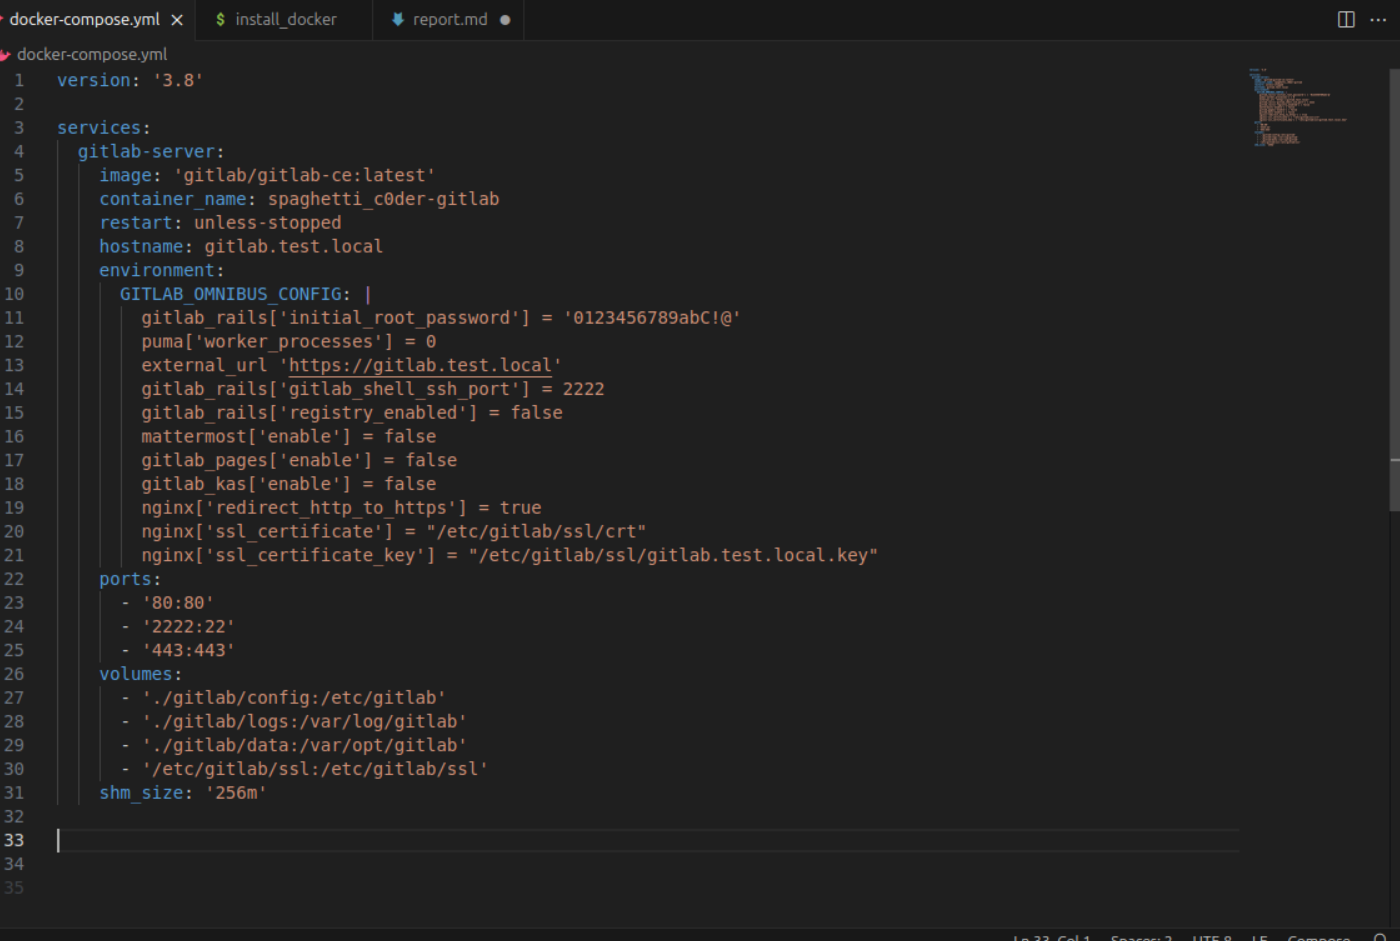 docker-compose.yml × $ install_docker report.md
docker-compose.yml
1 version: '3.8'
2
3 services:
4 gitlab-server:
5 image: 'gitlab/gitlab-ce:latest'
6 container_name: spaghetti_c0der-gitlab
7 restart: unless-stopped
8 hostname: gitlab.test.local
9 environment:
10 GITLAB_OMNIBUS_CONFIG: |
11 gitlab_rails['initial_root_password'] = '0123456789abC!@'
12 puma['worker_processes'] = 0
13 external_url 'https://gitlab.test.local'
14 gitlab_rails['gitlab_shell_ssh_port'] = 2222
15 gitlab_rails['registry_enabled'] = false
16 mattermost['enable'] = false
17 gitlab_pages['enable'] = false
18 gitlab_kas['enable'] = false
19 nginx['redirect_http_to_https'] = true
20 nginx['ssl_certificate'] = "/etc/gitlab/ssl/crt"
21 nginx['ssl_certificate_key'] = "/etc/gitlab/ssl/gitlab.test.local.key"
22 ports:
23 - '80:80'
24 - '2222:22'
25 - '443:443'
26 volumes:
27 - './gitlab/config:/etc/gitlab'
28 - './gitlab/logs:/var/log/gitlab'
29 - './gitlab/data:/var/opt/gitlab'
30 - '/etc/gitlab/ssl:/etc/gitlab/ssl'
31 shm_size: '256m'
32
33
34
35
Ln 33, Col 1 Spaces: 2 UTF-8 LF Compose